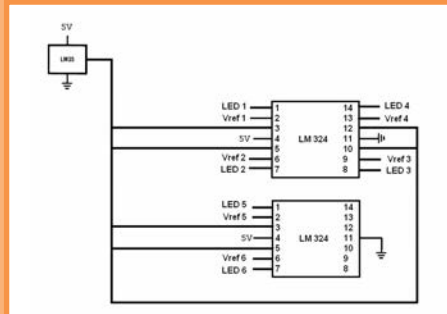 5V
LM35
LED 1 1 14 LED 4
Vref 1 2 13 Vref 4
3 12
5V 4 LM 324 11
5 10
Vref 2 6 9 Vref 3
LED 2 7 8 LED 3
LED 5 1 14
Vref 5 2 13
3 12
5V 4 LM 324 11
5 10
Vref 6 6 9
LED 6 7 8